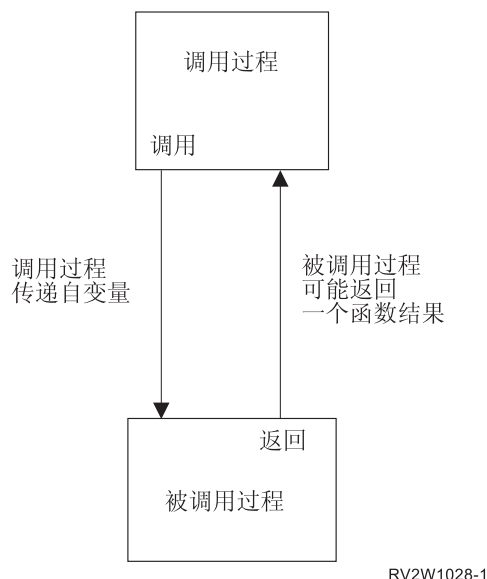 调用过程
调用
调用过程
传递自变量
被调用过程
可能返回
一个函数结果
返回
被调用过程
RV2W1028-1